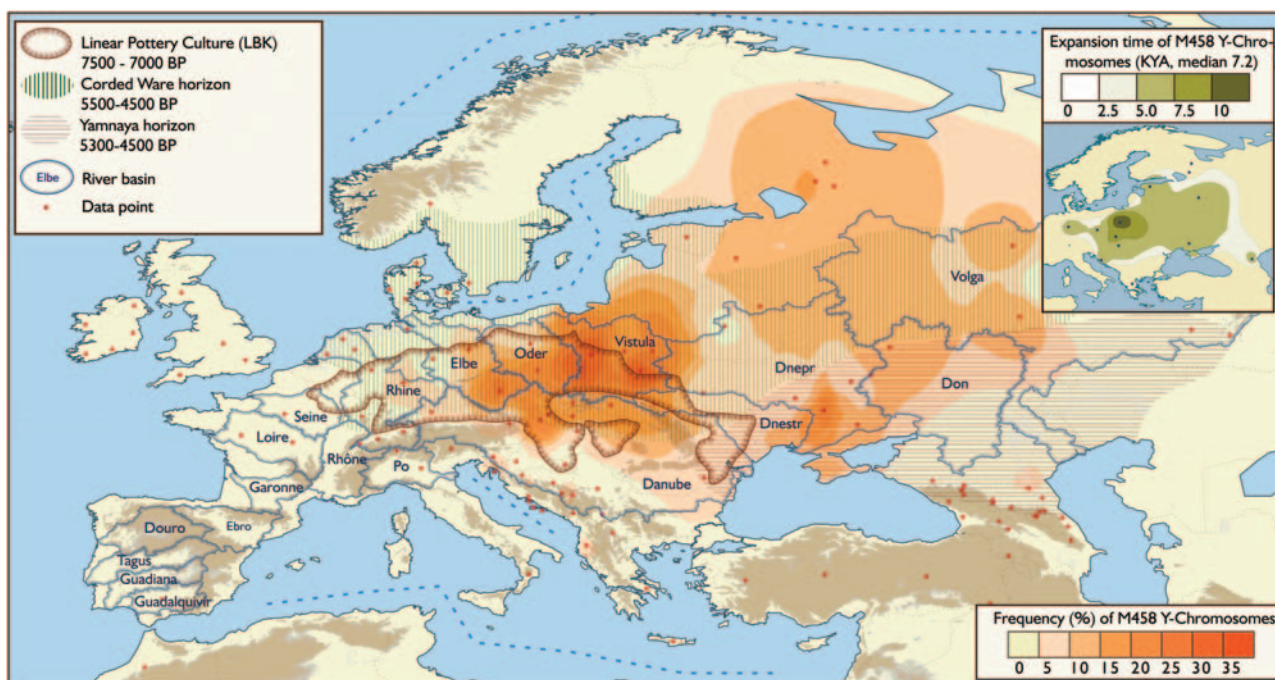 Linear Pottery Culture (LBK)
7500 - 7000 BP
Corded Ware horizon
5500-4500 BP
Yamnaya horizon
5300-4500 BP
Elbe
River basin
Data point
Expansion time of M458 Y-Chro-
mosomes (KYA, median 7.2)
0 2.5 5.0 7.5 10
Volga
Vistula
Oder
Elbe
Dnepr
Rhine
Don
Seine
Dnestr
Loire
Rhône
Po
Garonne
Danube
Douro
Ebro
Tagus
Guadiana
Guadalquivir
Frequency (%) of M458 Y-Chromosomes
0 5 10 15 20 25 30 35